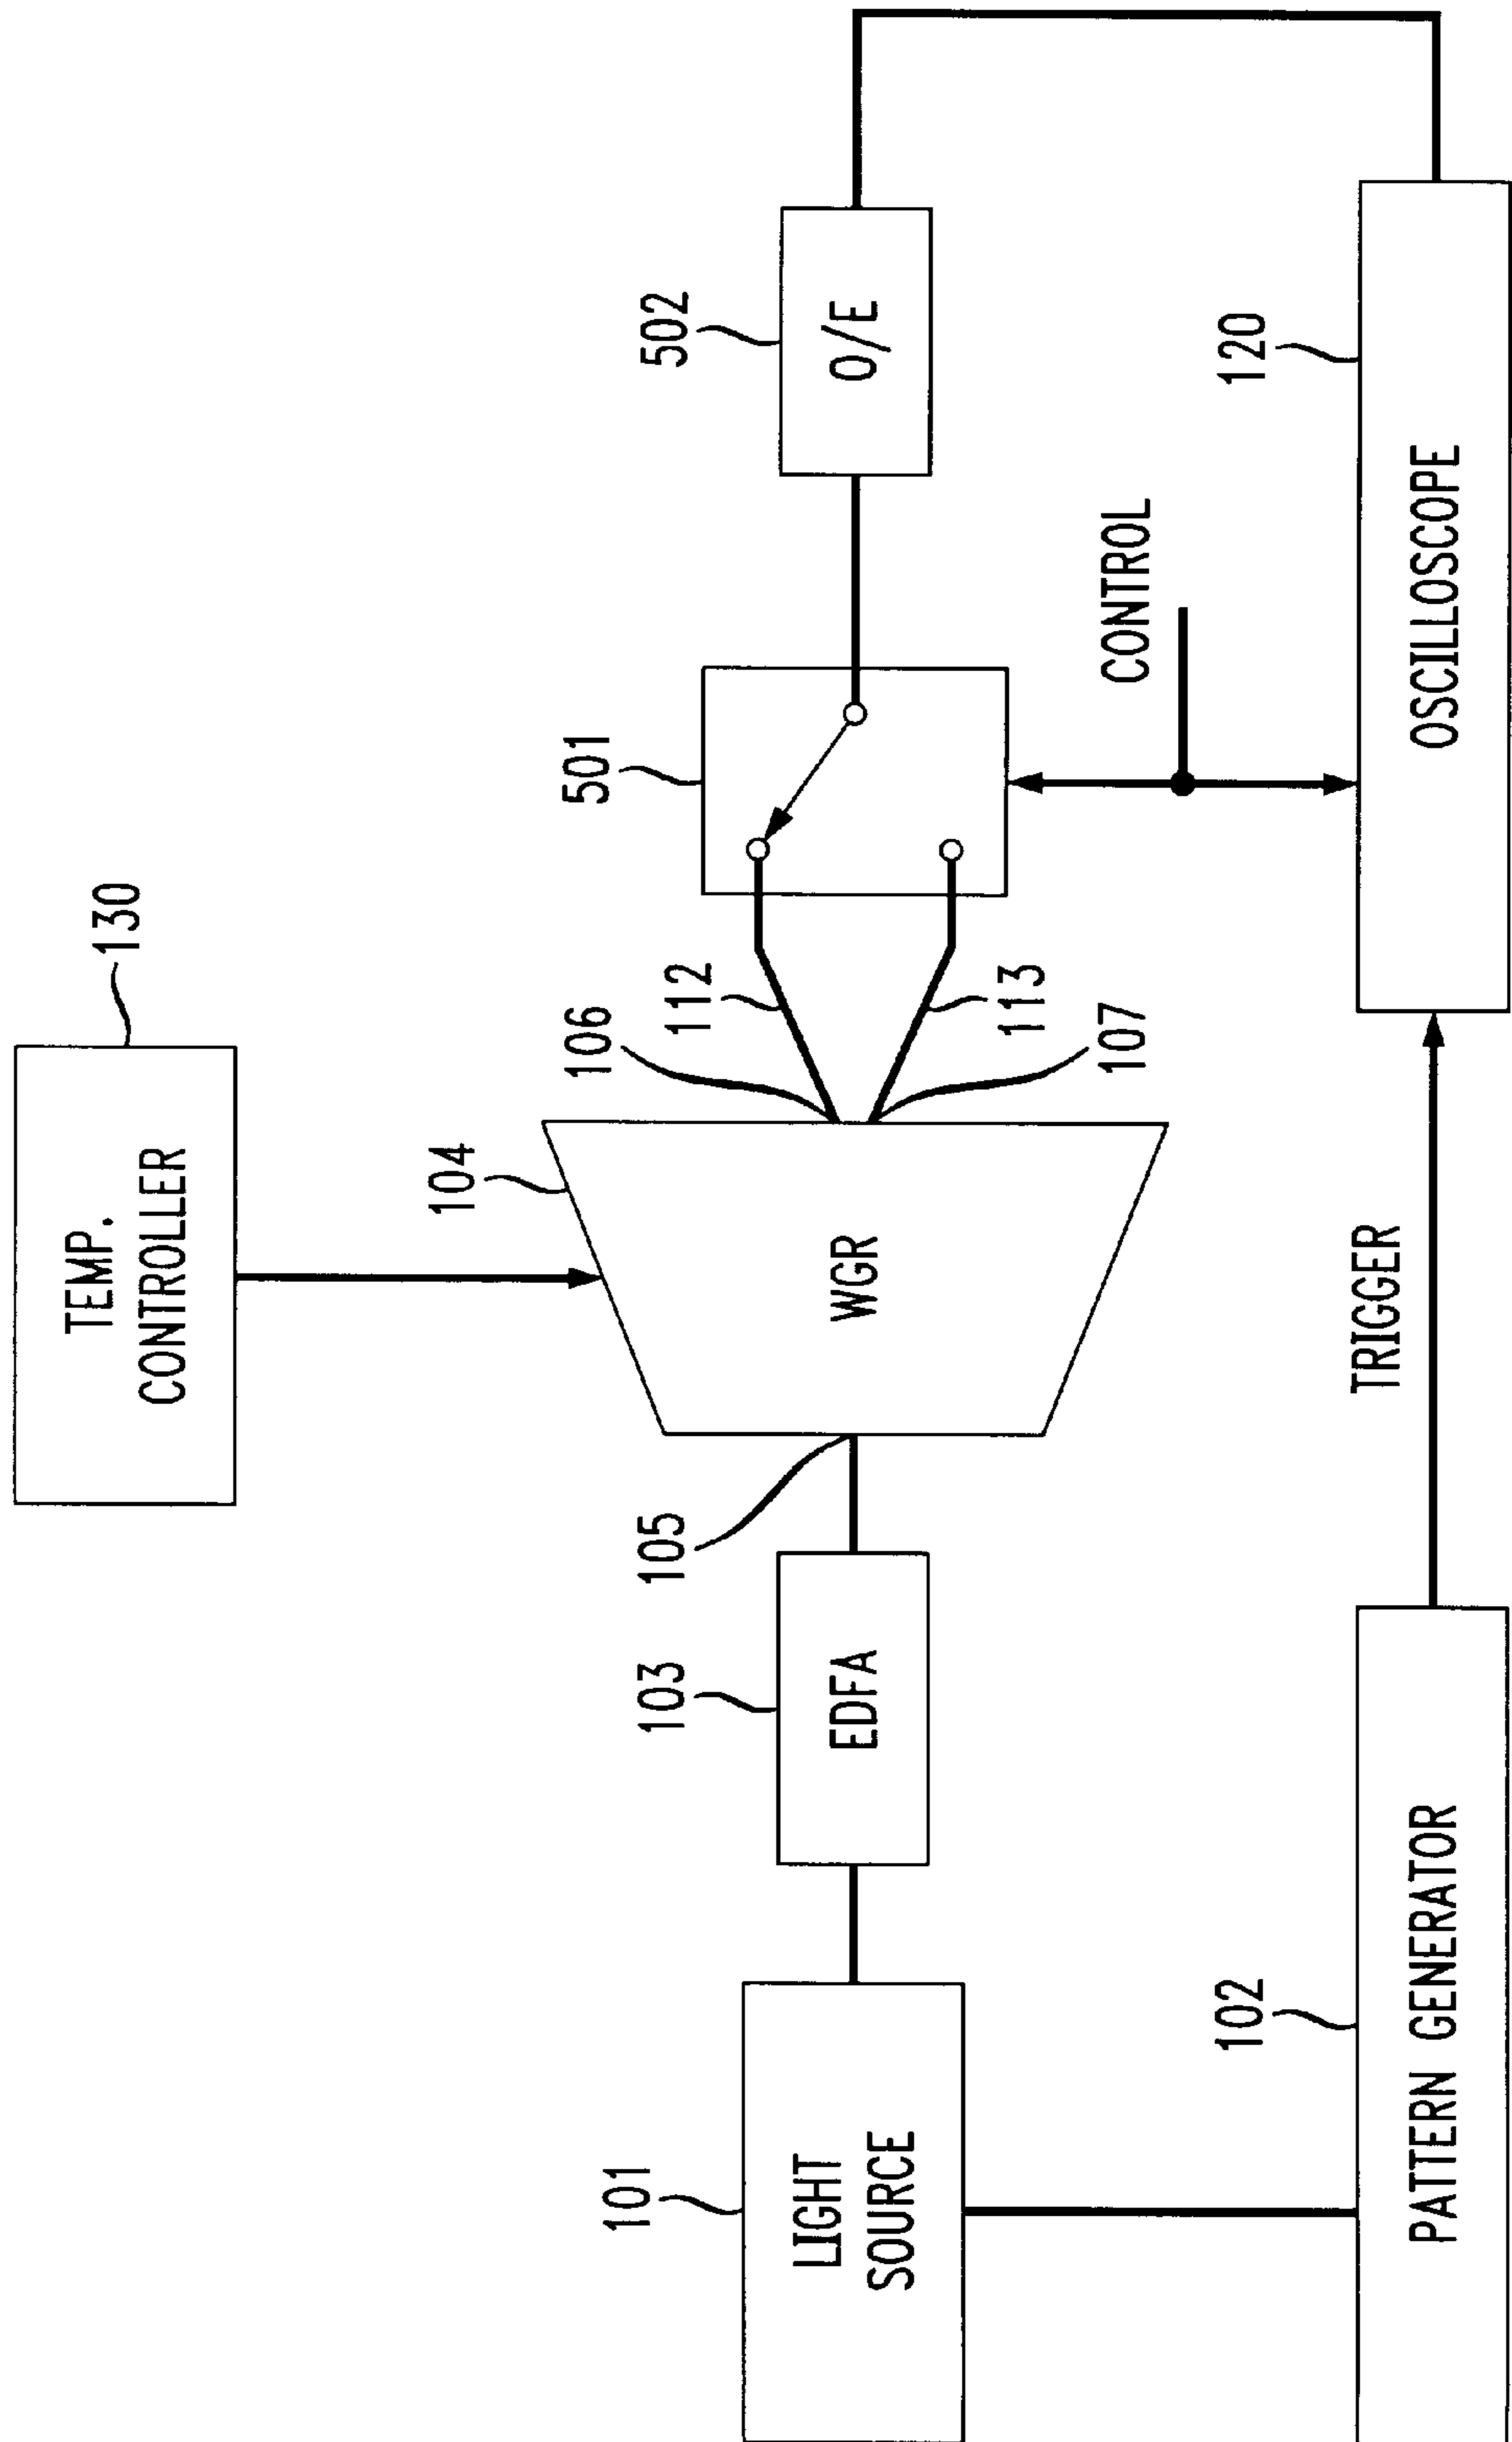 130
TEMP.
CONTROLLER
104
106
112
501
502
O/E
101
LIGHT
SOURCE
103
EDFA
105
WGR
107
113
CONTROL
102
PATTERN GENERATOR
TRIGGER
120
OSCILLOSCOPE